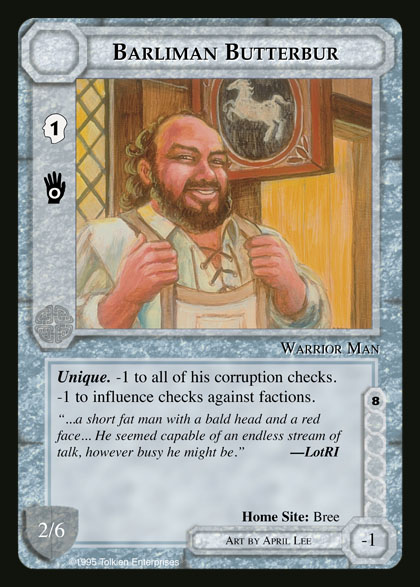 Barliman Butterbur
1
Warrior Man
Unique. -1 to all of his corruption checks.
-1 to influence checks against factions.
“...a short fat man with a bald head and a red
face... He seemed capable of an endless stream of
talk, however busy he might be.” —LotRI
8
Home Site: Bree
2/6
Art by April Lee
-1
©1995 Tolkien Enterprises